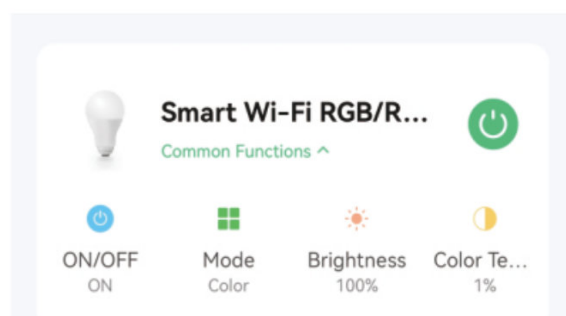 Smart Wi-Fi RGB/R...
Common Functions
ON/OFF Mode Brightness Color Te...
ON Color 100% 1%